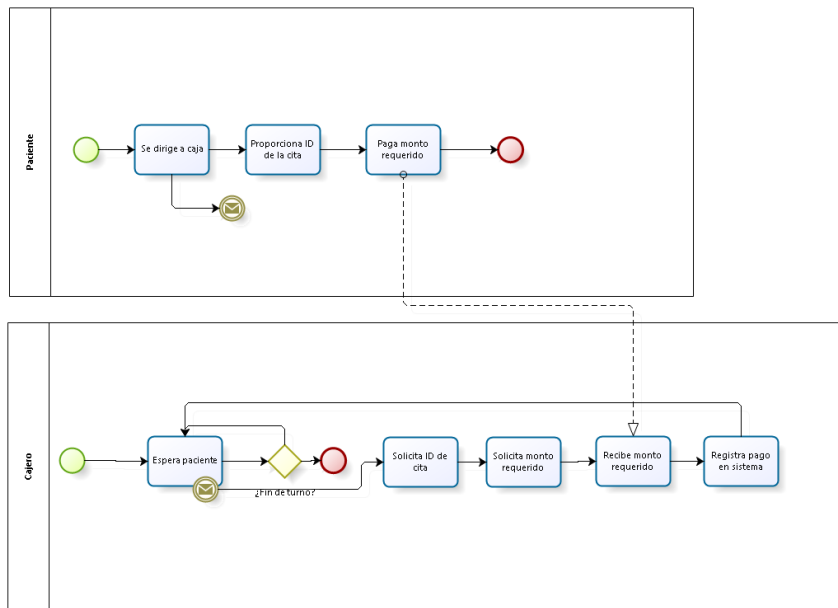 Paciente
Se dirige a caja
Proporciona ID
de la cita
Paga monto
requerido
Cajero
Espera paciente
¿Fin de turno?
Solicita ID de
cita
Solicita monto
requerido
Recibe monto
requerido
Registra pago
en sistema